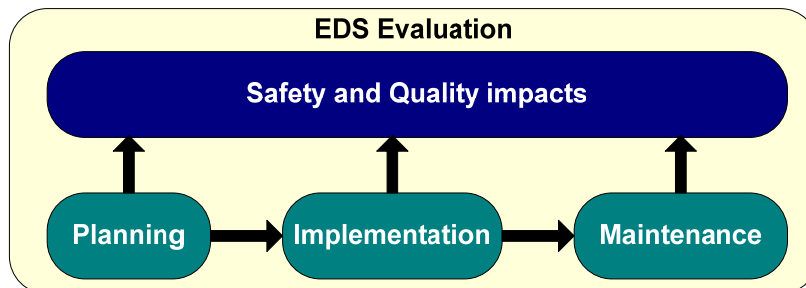 EDS Evaluation
Safety and Quality impacts
Planning
Implementation
Maintenance